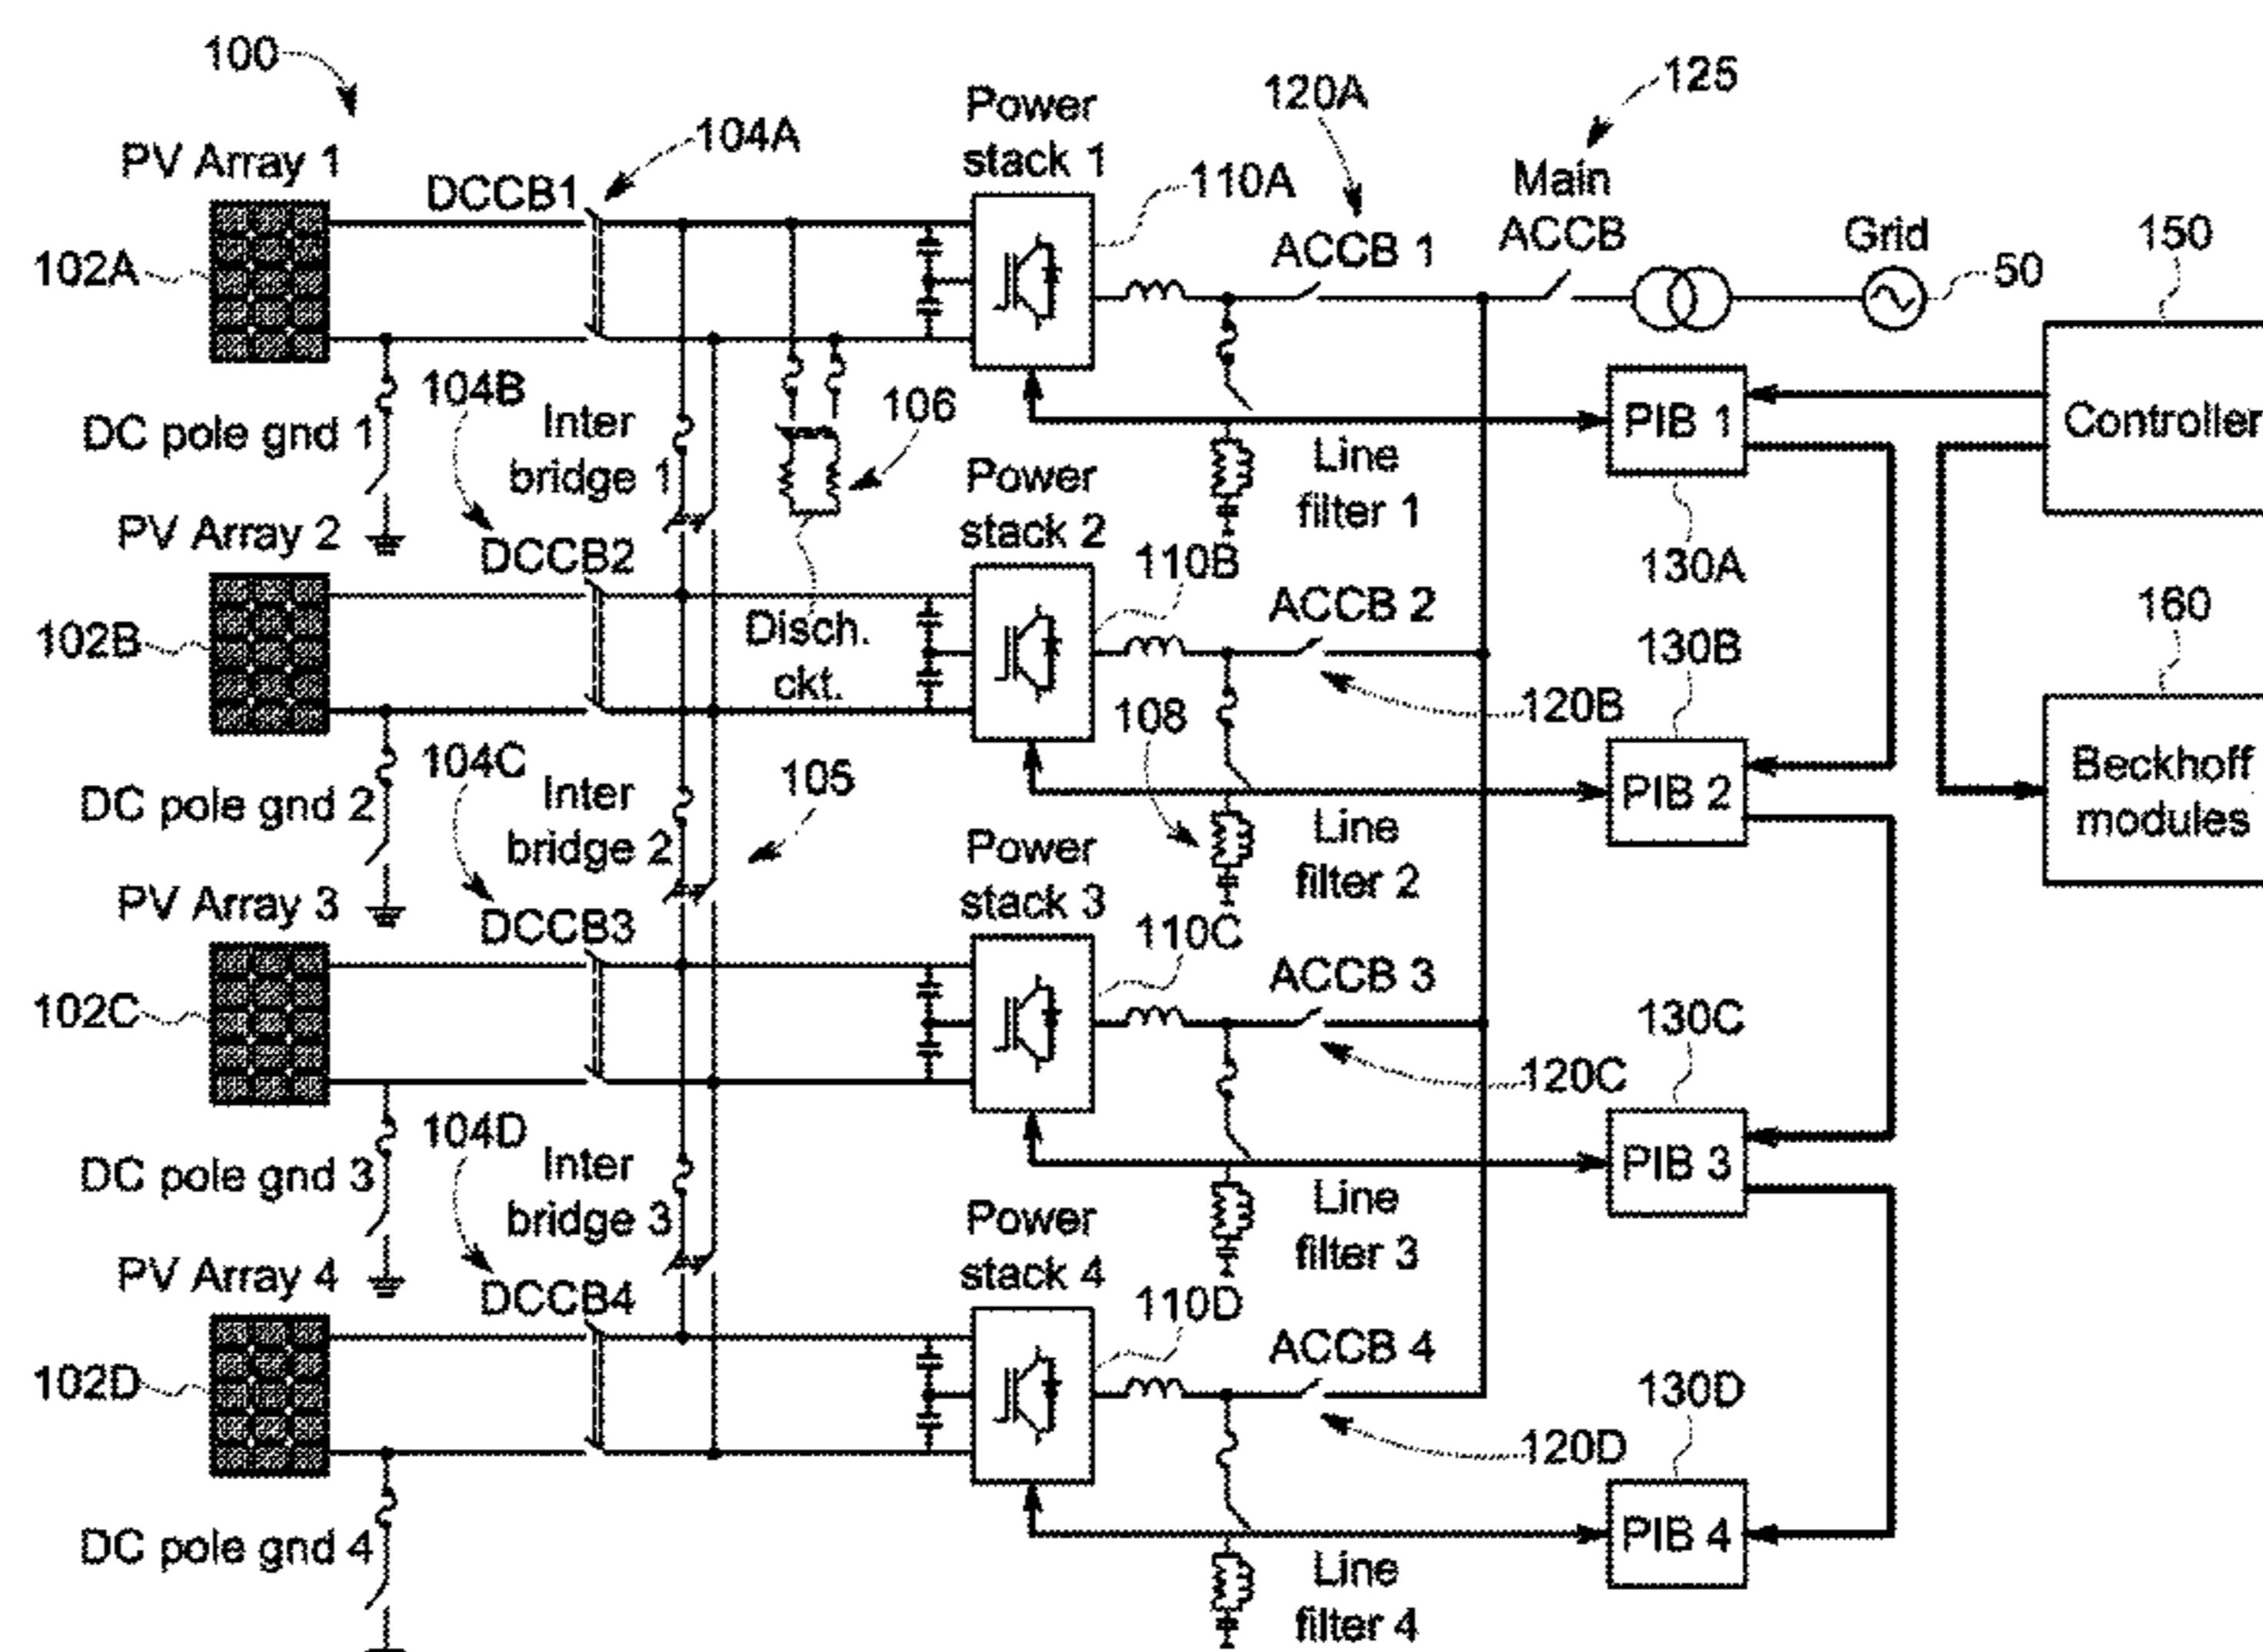 100
125
120A
Power
stack 1
104A
PV Array 1
DCCB1
110A
Main
ACCB
ACCB 1
Grid
150
102A
50
104B
106
DC pole gnd 1
Inter
bridge 1
PIB 1
Controller
Line
filter 1
Power
stack 2
PV Array 2
DCCB2
110B
130A
ACCB 2
160
102B
Disch.
ckt.
130B
120B
108
104C
105
DC pole gnd 2
Inter
bridge 2
PIB 2
Beckhoff
modules
Line
filter 2
Power
stack 3
PV Array 3
DCCB3
110C
ACCB 3
102C
130C
120C
104D
DC pole gnd 3
Inter
bridge 3
PIB 3
Line
filter 3
Power
stack 4
PV Array 4
DCCB4
110D
ACCB 4
102D
130D
120D
DC pole gnd 4
PIB 4
Line
filter 4